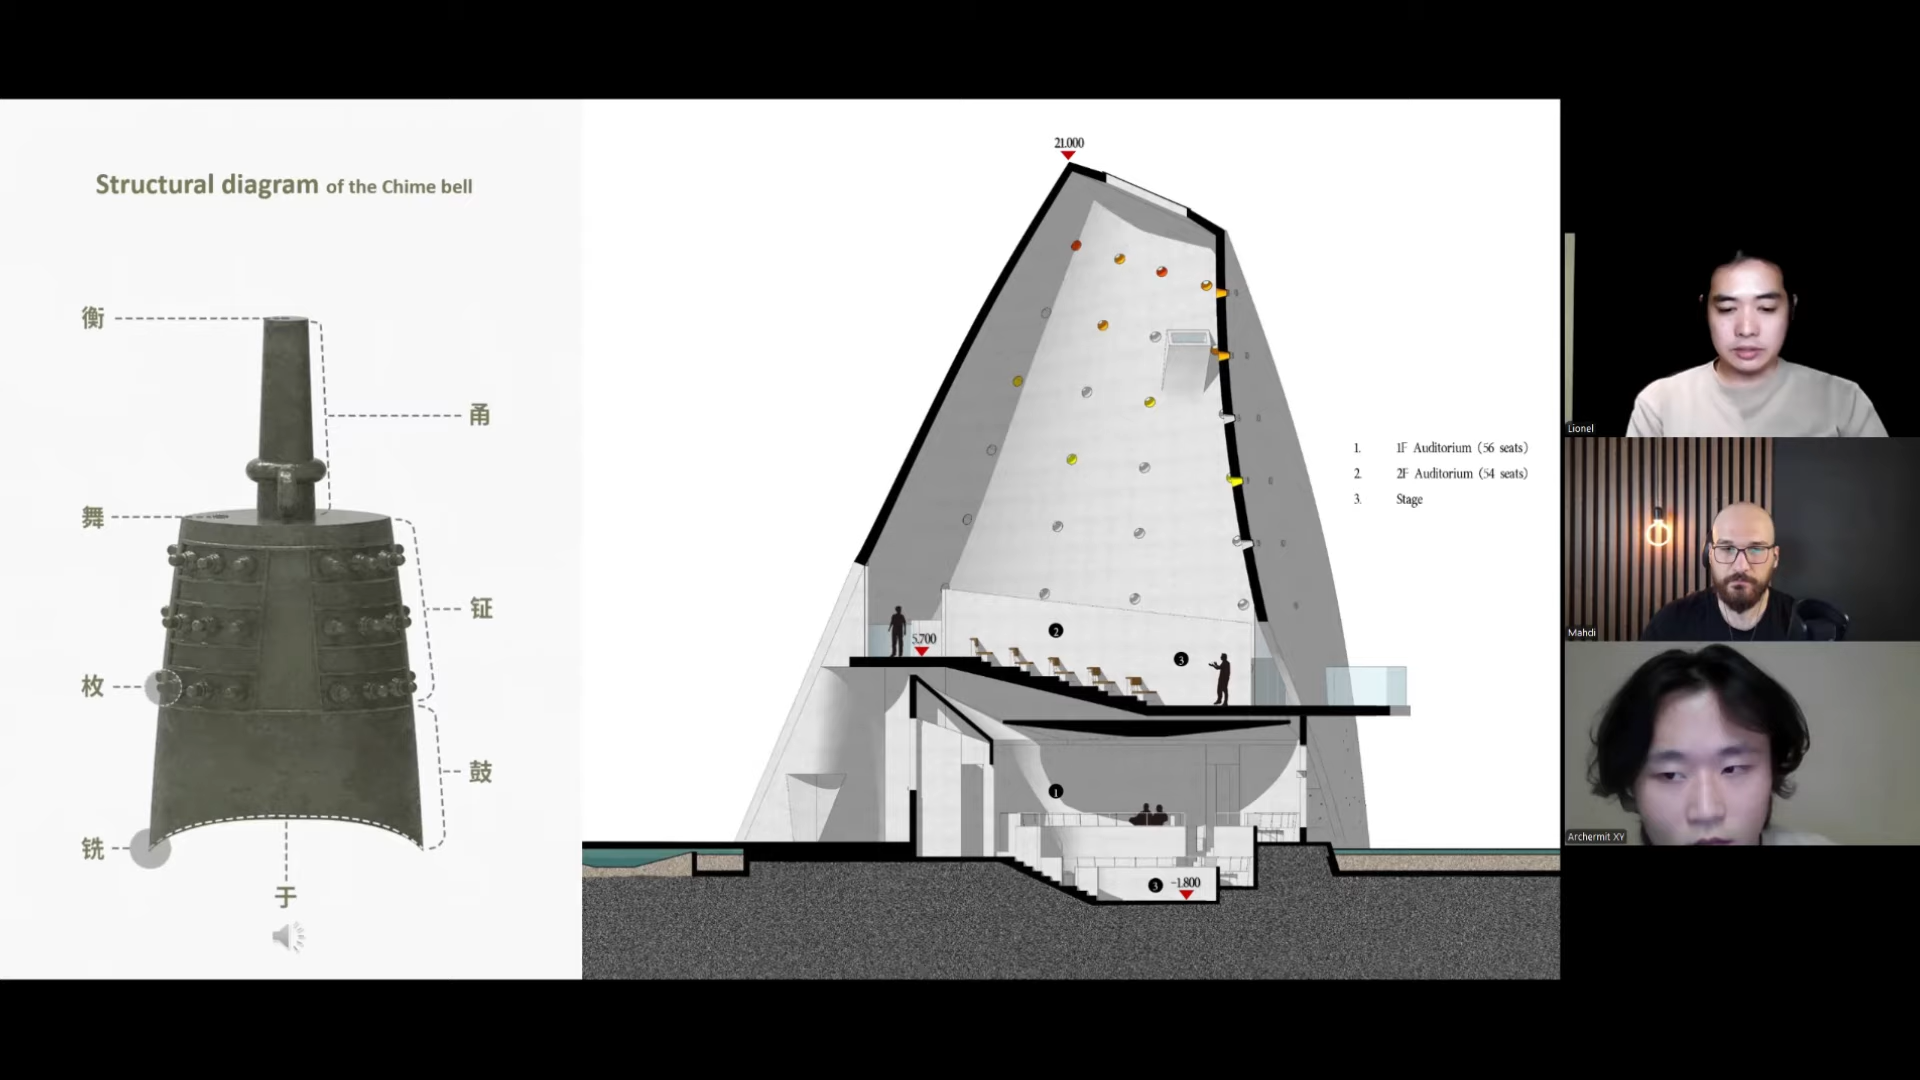 Structural diagram of the Chime bell
衡
甬
舞
钲
枚
鼓
铣
于
21.000
5.700
2
3
1
3
-1.800
1. 1F Auditorium (56 seats)
2. 2F Auditorium (54 seats)
3. Stage
Lionel
Mahdi
Archermit XY